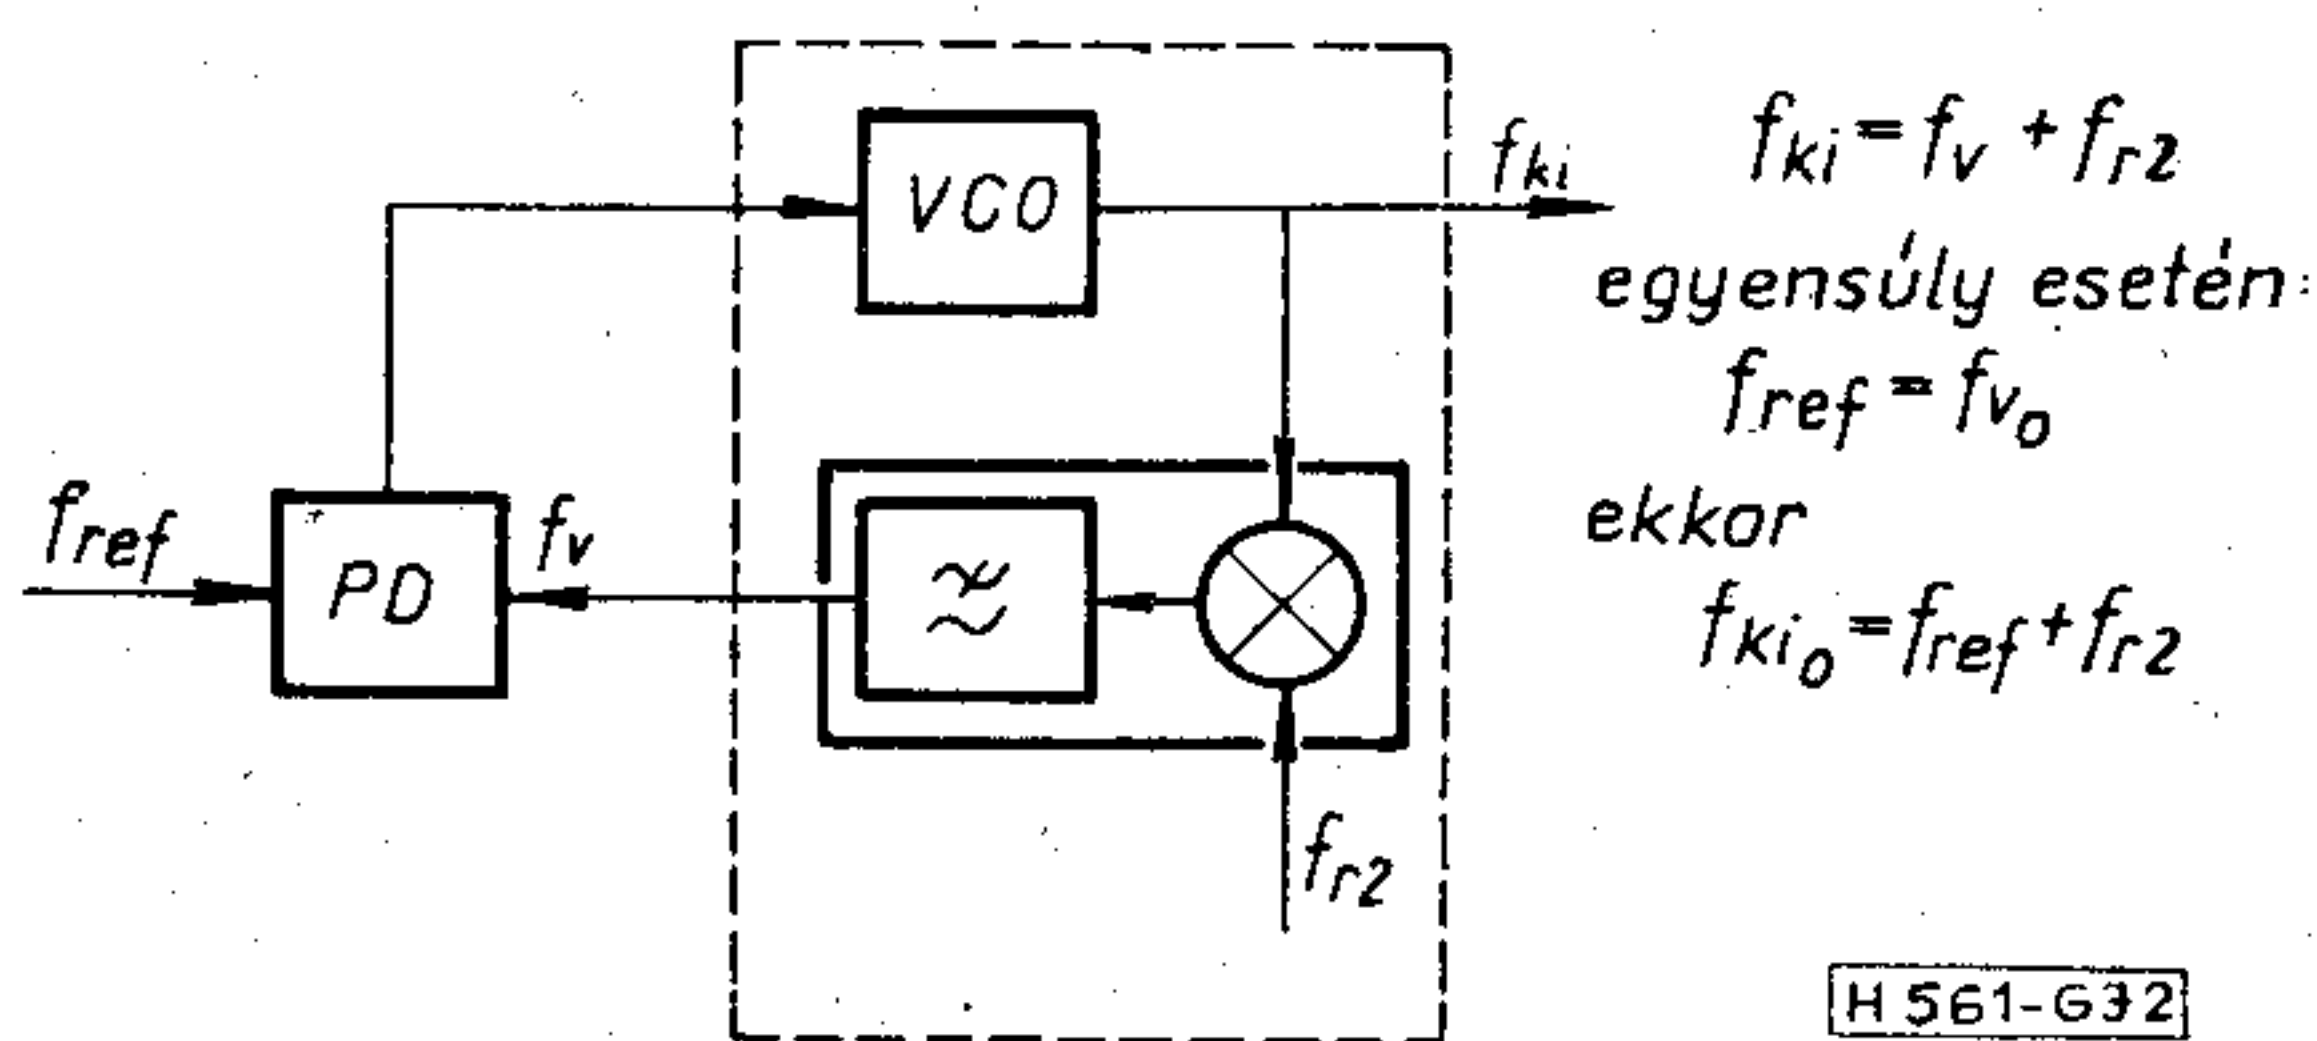 VCO
f_ki
f_ref
PD
f_v
f_r2
f_ki = f_v + f_r2
egyensúly esetén:
f_ref = f_v0
ekkor
f_ki0 = f_ref + f_r2
H 561-G32